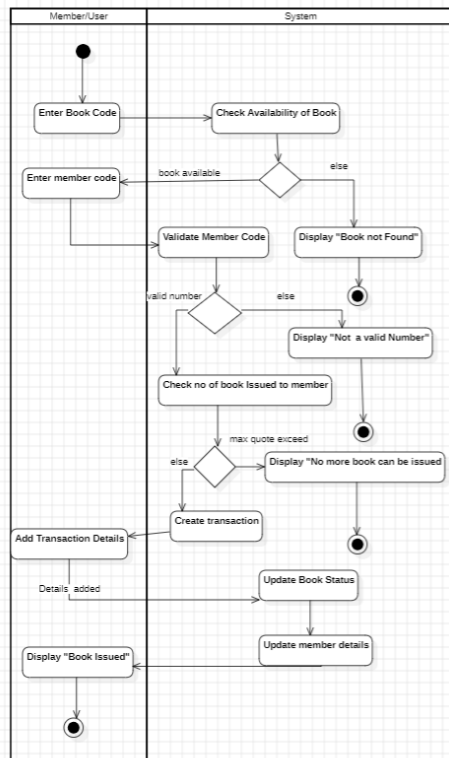 Member/User
System
Enter Book Code
Check Availability of Book
else
book available
Enter member code
Validate Member Code
Display "Book not Found"
valid number
else
Display "Not a valid Number"
Check no of book Issued to member
max quote exceed
else
Display "No more book can be issued
Create transaction
Add Transaction Details
Update Book Status
Details added
Update member details
Display "Book Issued"